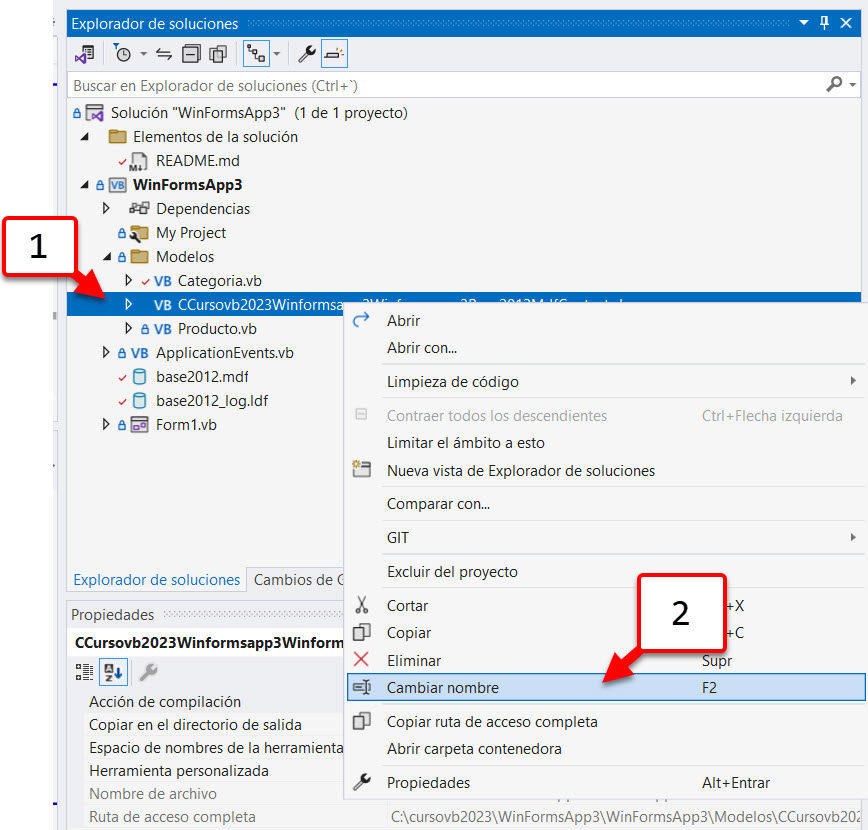 Explorador de soluciones
Buscar en Explorador de soluciones (Ctrl+`)
Solución "WinFormsApp3" (1 de 1 proyecto)
Elementos de la solución
README.md
WinFormsApp3
Dependencias
1
My Project
Modelos
VB Categoria.vb
VB CCursovb2023Winformsa
VB Producto.vb
VB ApplicationEvents.vb
base2012.mdf
base2012_log.ldf
Form1.vb
Abrir
Abrir con...
Limpieza de código
Contraer todos los descendientes Ctrl+Flecha izquierda
Limitar el ámbito a esto
Nueva vista de Explorador de soluciones
Comparar con...
GIT
Excluir del proyecto
Cortar +X
Copiar +C
2
Eliminar Supr
Cambiar nombre F2
Copiar ruta de acceso completa
Abrir carpeta contenedora
Propiedades Alt+Entrar
Explorador de soluciones Cambios de G
Propiedades
CCursovb2023Winformsapp3Winform
Acción de compilación
Copiar en el directorio de salida
Espacio de nombres de la herramienta
Herramienta personalizada
Nombre de archivo
Ruta de acceso completa C:\cursovb2023\WinFormsApp3\WinFormsApp3\Modelos\CCursovb202